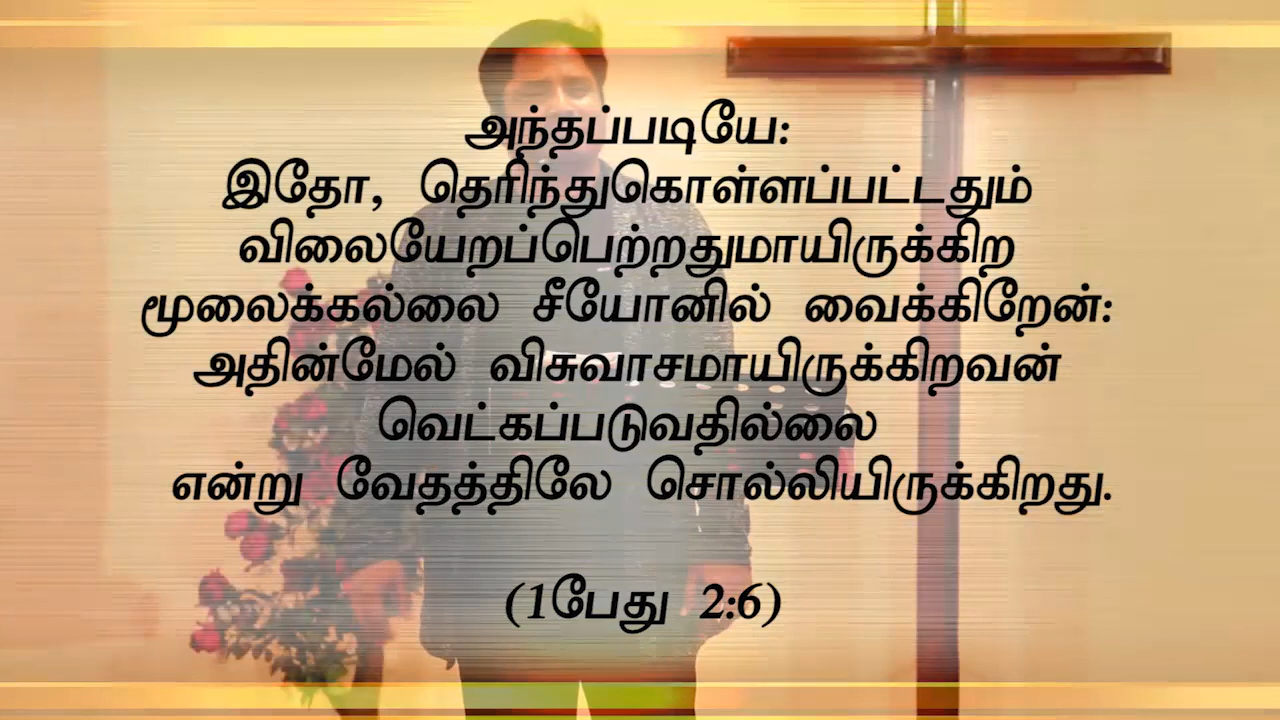 அந்தப்படியே:
இதோ, தெரிந்துகொள்ளப்பட்டதும்
விலையேறப்பெற்றதுமாயிருக்கிற
மூலைக்கல்லை சீயோனில் வைக்கிறேன்:
அதின்மேல் விசுவாசமாயிருக்கிறவன்
வெட்கப்படுவதில்லை
என்று வேதத்திலே சொல்லியிருக்கிறது.
(1பேது 2:6)